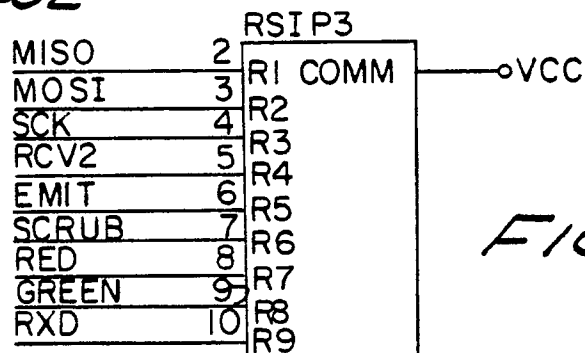 RSIP3
MISO 2 R1 COMM VCC
MOSI 3 R2
SCK 4 R3
RCV2 5 R4
EMIT 6 R5
SCRUB 7 R6
RED 8 R7
GREEN 9 R8
RXD 10 R9